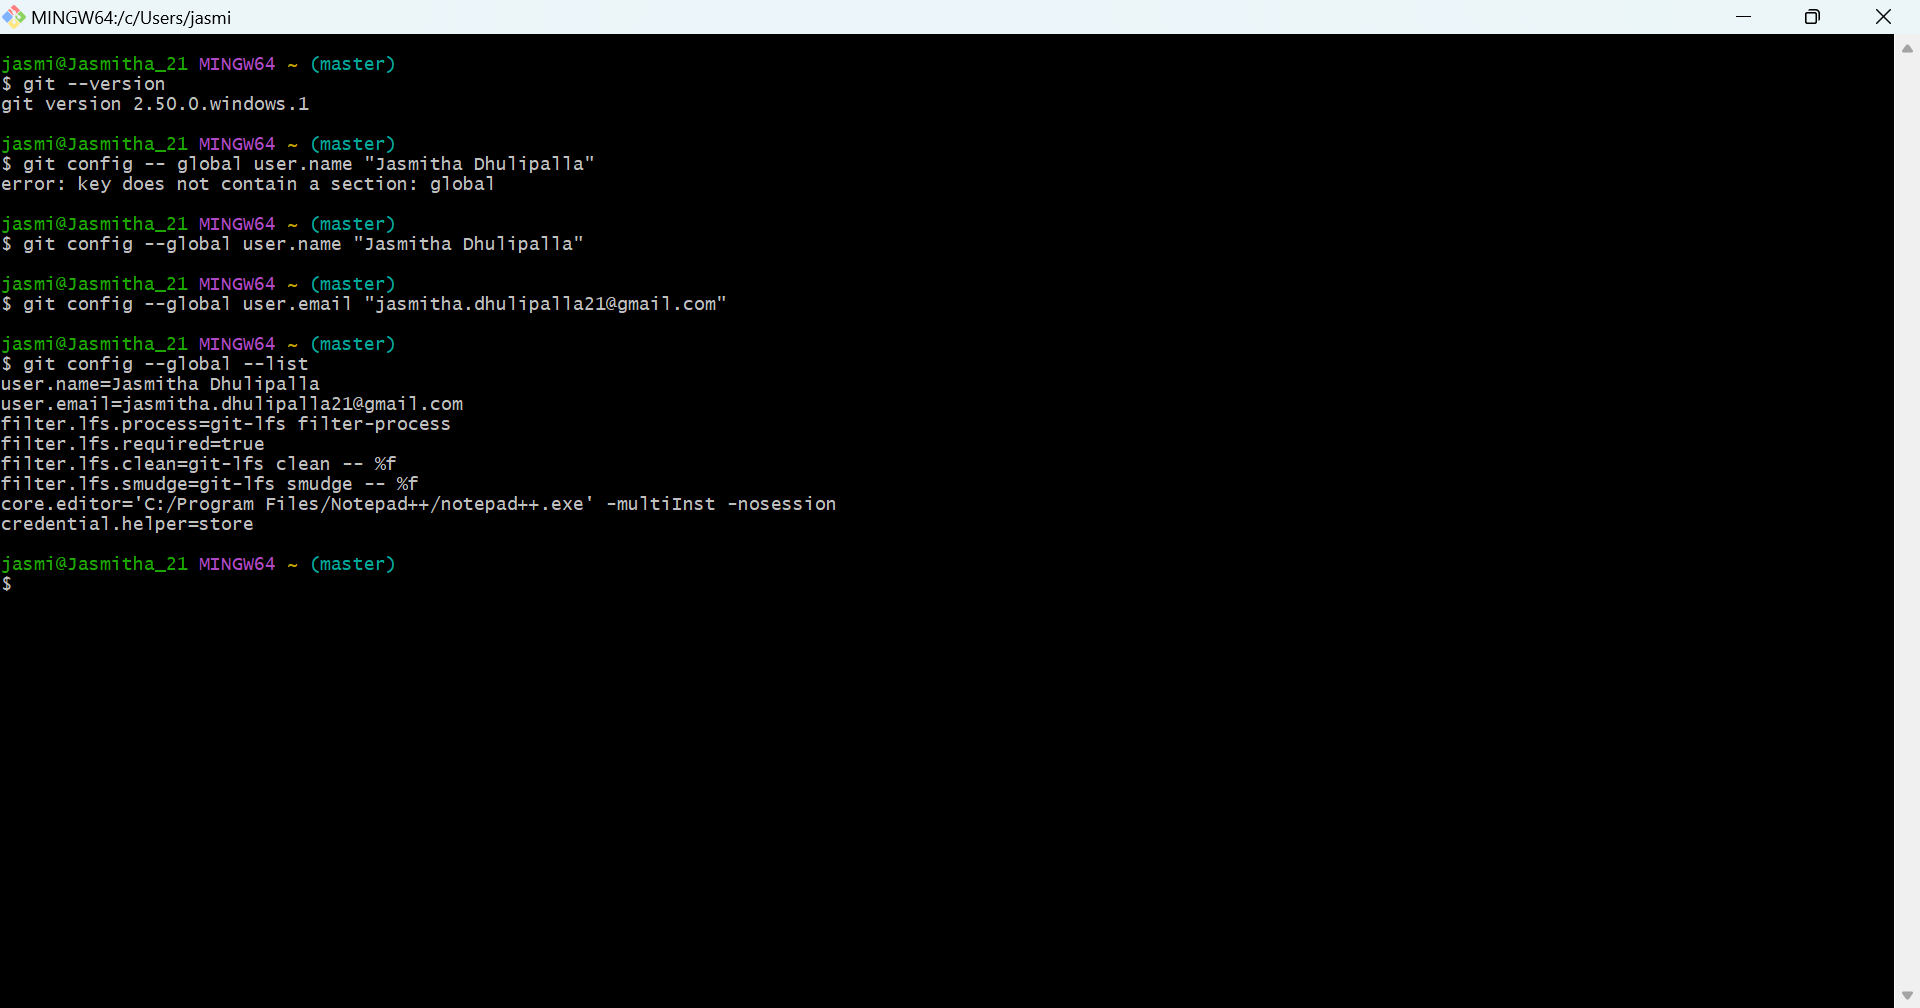 MINGW64:/c/Users/jasmi
jasmi@Jasmitha_21 MINGW64 ~ (master)
$ git --version
git version 2.50.0.windows.1
jasmi@Jasmitha_21 MINGW64 ~ (master)
$ git config -- global user.name "Jasmitha Dhulipalla"
error: key does not contain a section: global
jasmi@Jasmitha_21 MINGW64 ~ (master)
$ git config --global user.name "Jasmitha Dhulipalla"
jasmi@Jasmitha_21 MINGW64 ~ (master)
$ git config --global user.email "jasmitha.dhulipalla21@gmail.com"
jasmi@Jasmitha_21 MINGW64 ~ (master)
$ git config --global --list
user.name=Jasmitha Dhulipalla
user.email=jasmitha.dhulipalla21@gmail.com
filter.lfs.process=git-lfs filter-process
filter.lfs.required=true
filter.lfs.clean=git-lfs clean -- %f
filter.lfs.smudge=git-lfs smudge -- %f
core.editor='C:/Program Files/Notepad++/notepad++.exe' -multiInst -nosession
credential.helper=store
jasmi@Jasmitha_21 MINGW64 ~ (master)
$